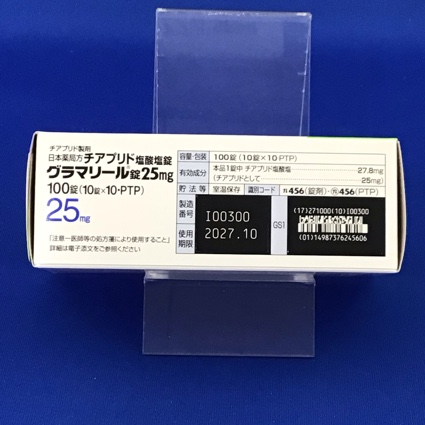 チアプリド製剤
日本薬局方 チアプリド塩酸塩錠
グラマリール®錠25mg
100錠(10錠×10・PTP)
25mg
「注意-医師等の処方箋により使用すること」
詳細は電子添文をご参照ください
容量・包装 100錠(10錠×10・PTP)
有効成分 本品1錠中 チアプリド塩酸塩 27.8mg
(チアプリドとして 25mg)
貯法等 室温保存 識別コード 456(錠剤)・456(PTP)
製造番号 I00300
使用期限 2027.10
GS1
(17)271000(10)I00300
(01)14987376245606